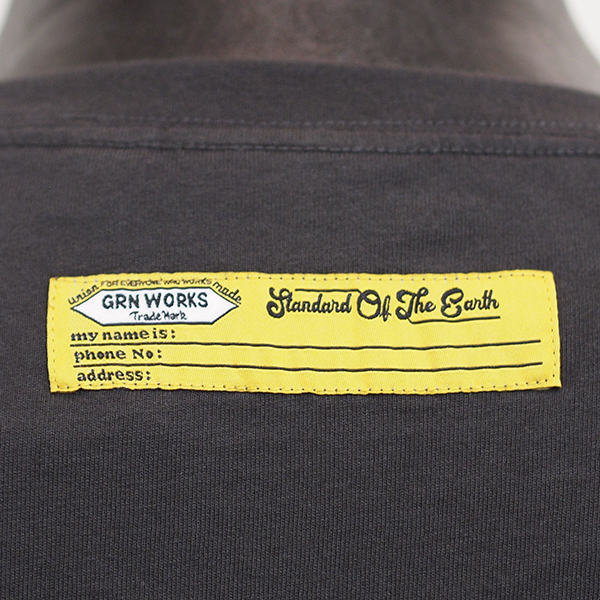 FOR EVERYONE WHO WORKS
union made
GRN WORKS
Trade Mark
Standard Of The Earth
my name is:
phone No:
address: